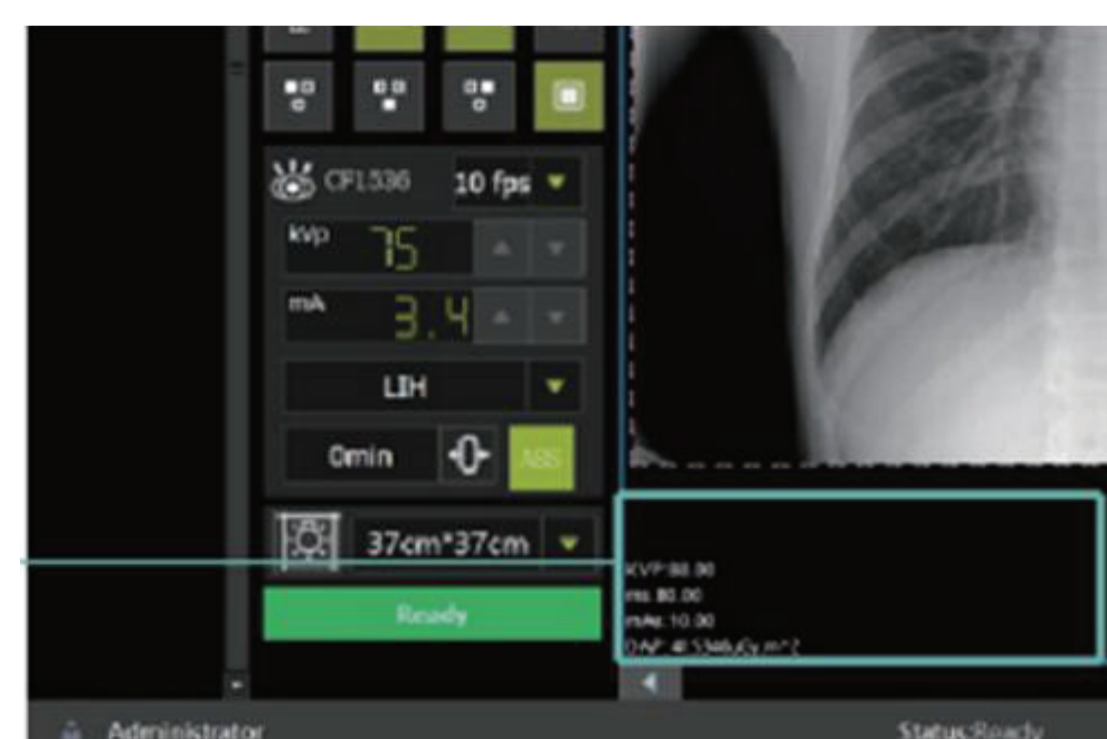 CF1536 10 fps
kVp 75
mA 3.4
LIH
0min ABS
37cm*37cm
Ready
KVP:88.00
ms: 80.00
mAs: 10.00
Administrator Status:Ready